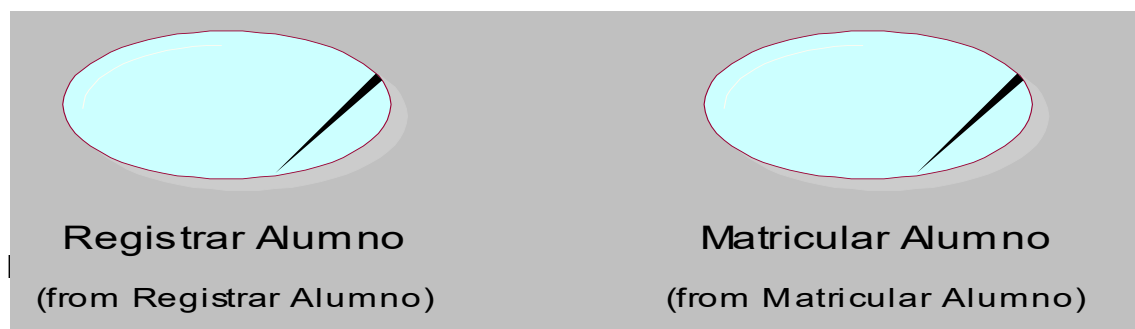 Registrar Alumno
(from Registrar Alumno)
Matricular Alumno
(from Matricular Alumno)